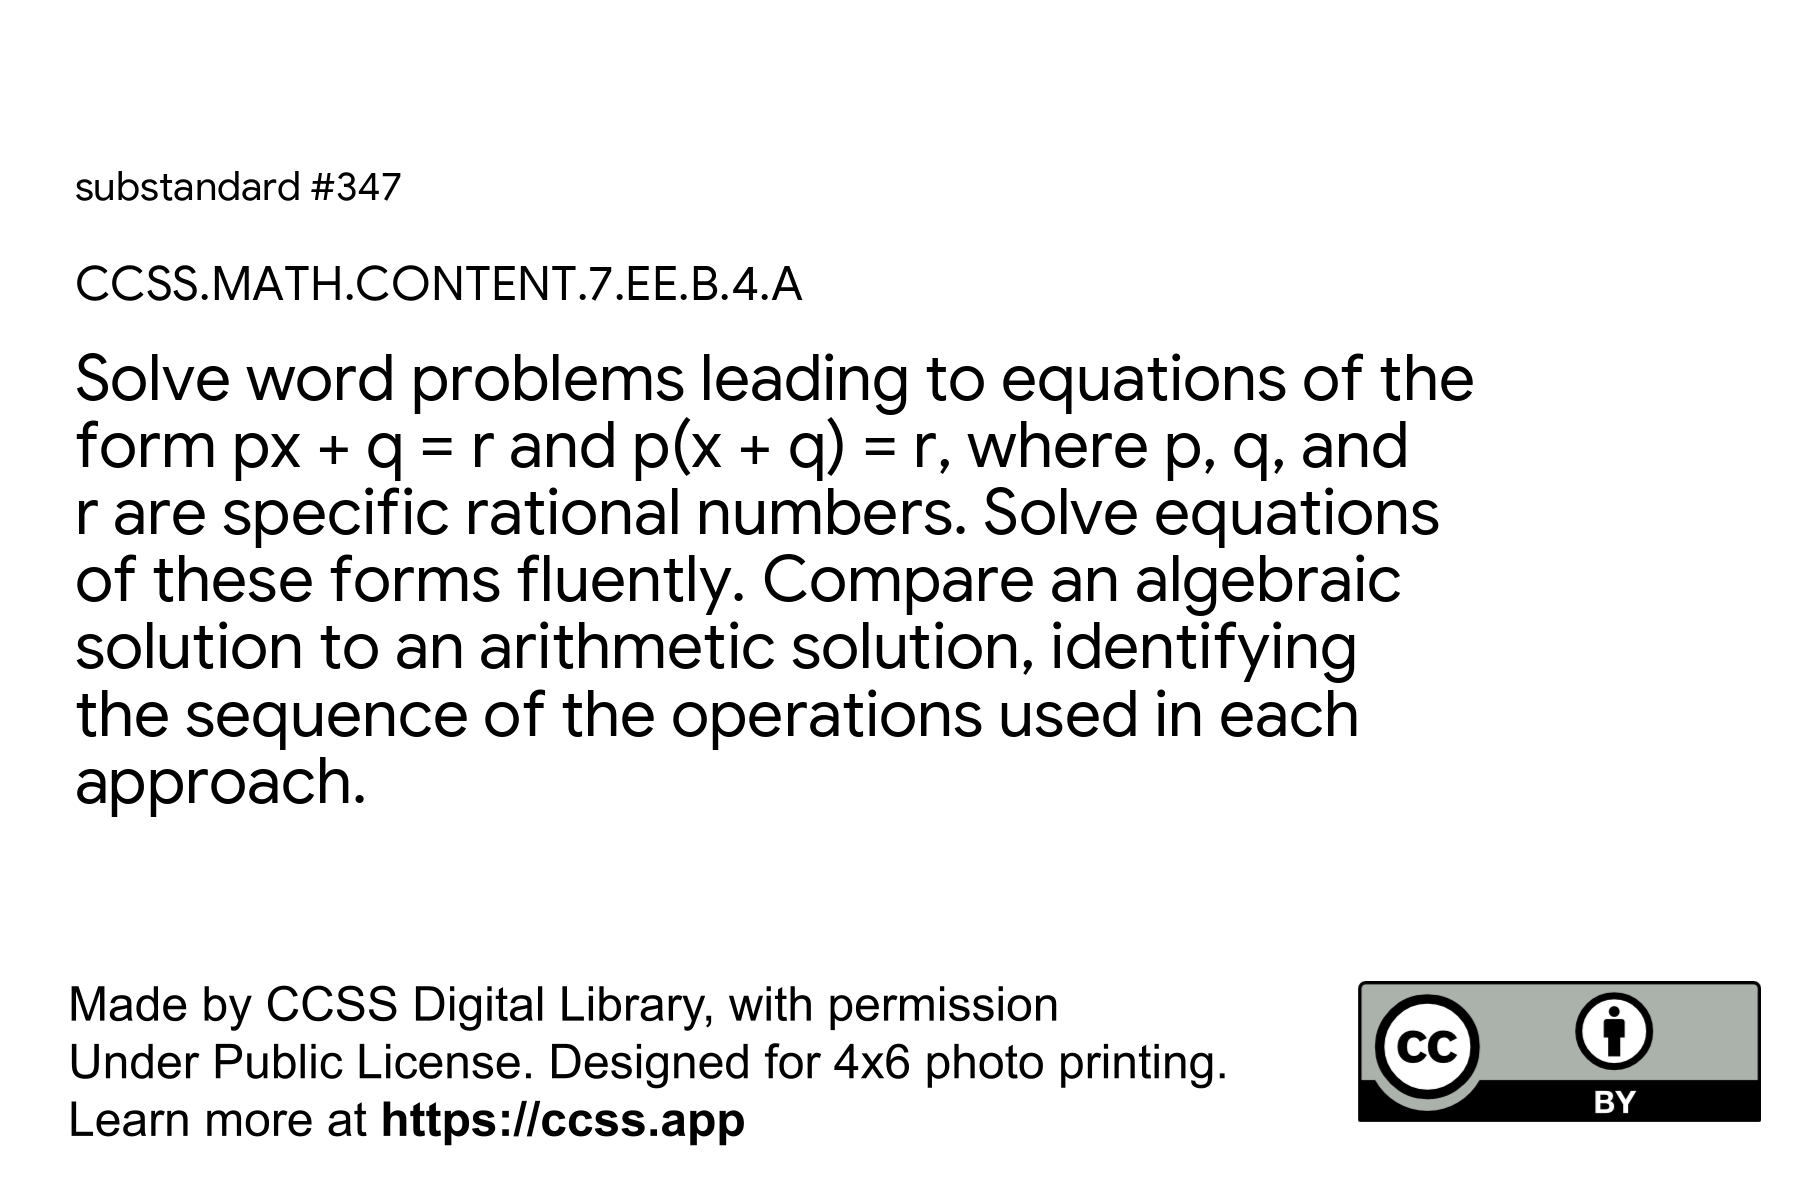 substandard #347
CCSS.MATH.CONTENT.7.EE.B.4.A
Solve word problems leading to equations of the
form px + q = r and p(x + q) = r, where p, q, and
r are specific rational numbers. Solve equations
of these forms fluently. Compare an algebraic
solution to an arithmetic solution, identifying
the sequence of the operations used in each
approach.
Made by CCSS Digital Library, with permission
Under Public License. Designed for 4x6 photo printing.
Learn more at https://ccss.app
cc
BY